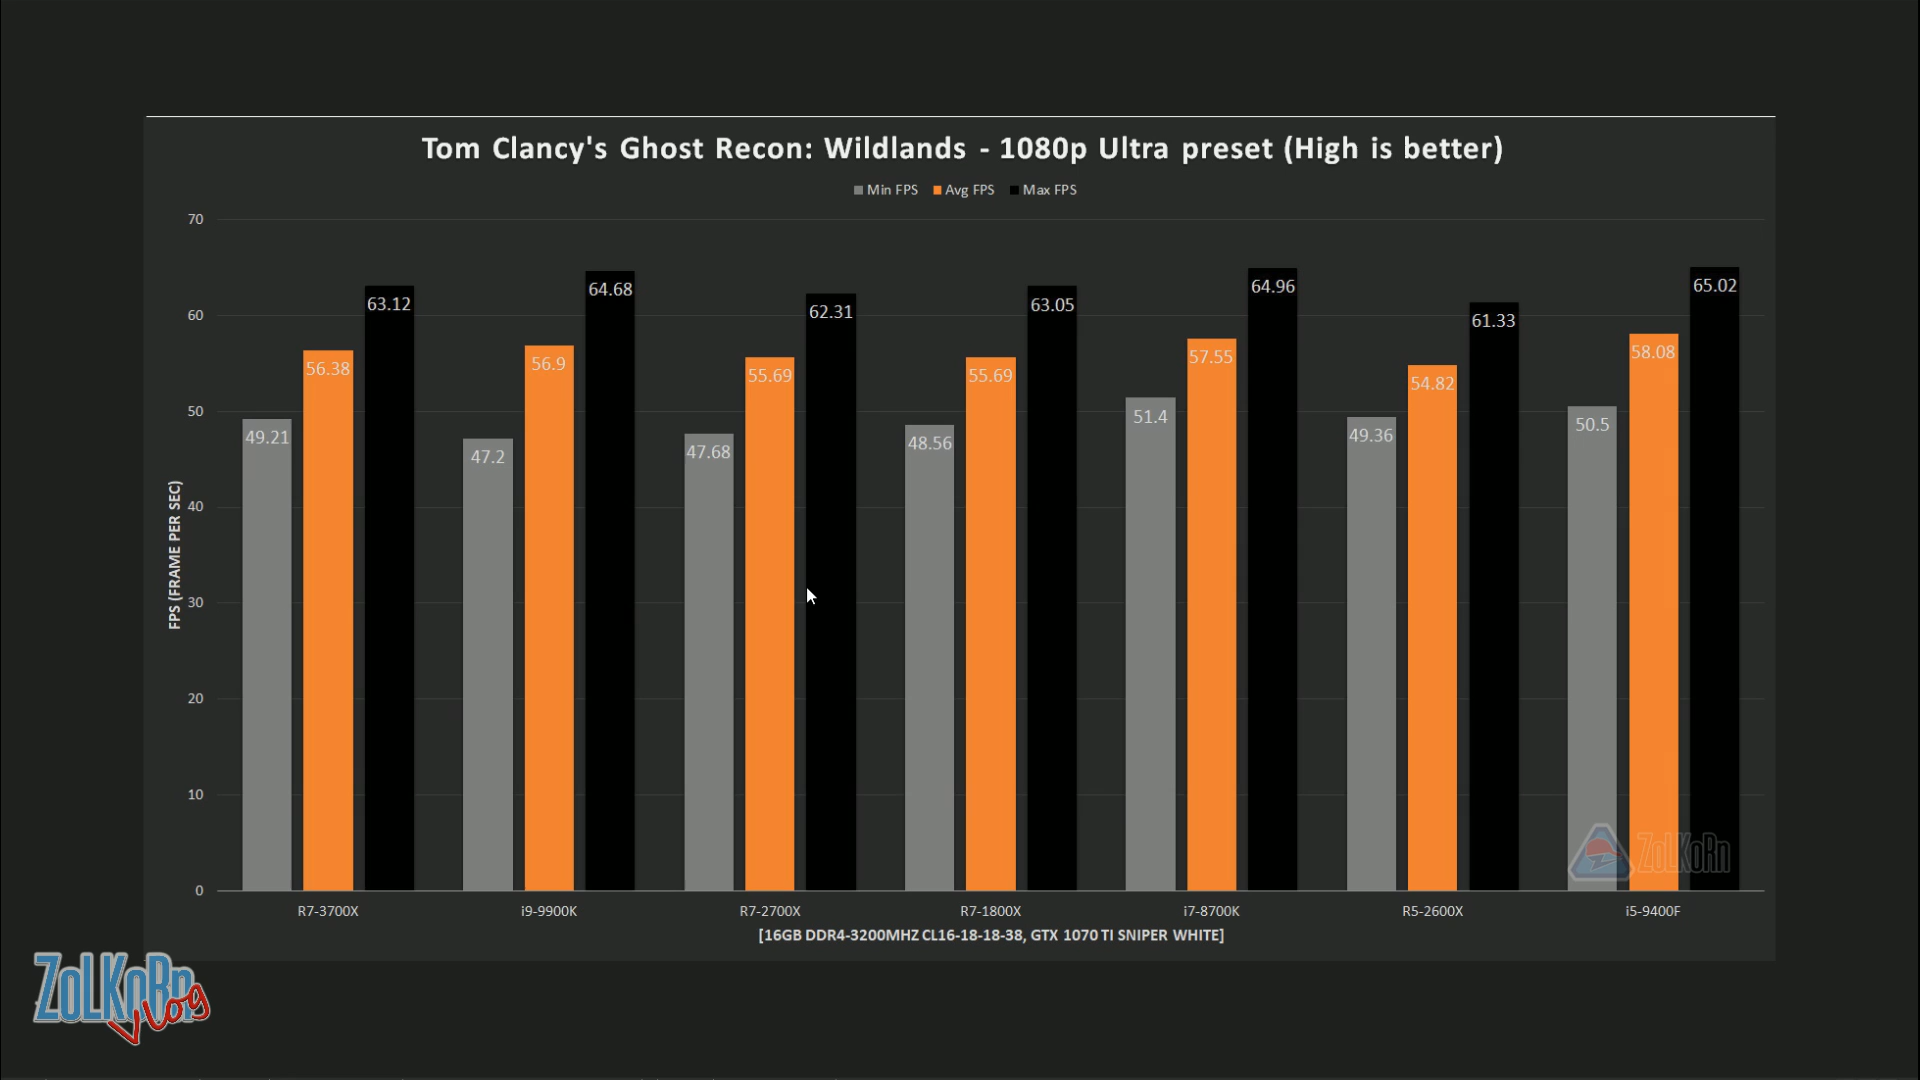 Tom Clancy's Ghost Recon: Wildlands - 1080p Ultra preset (High is better)
Min FPS Avg FPS Max FPS
70
60
50
40
30
20
10
0
FPS (FRAME PER SEC)
49.21 56.38 63.12
47.2 56.9 64.68
47.68 55.69 62.31
48.56 55.69 63.05
51.4 57.55 64.96
49.36 54.82 61.33
50.5 58.08 65.02
R7-3700X i9-9900K R7-2700X R7-1800X i7-8700K R5-2600X i5-9400F
[16GB DDR4-3200MHZ CL16-18-18-38, GTX 1070 TI SNIPER WHITE]
ZoLKoRn
ZoLKoRn
Vlog